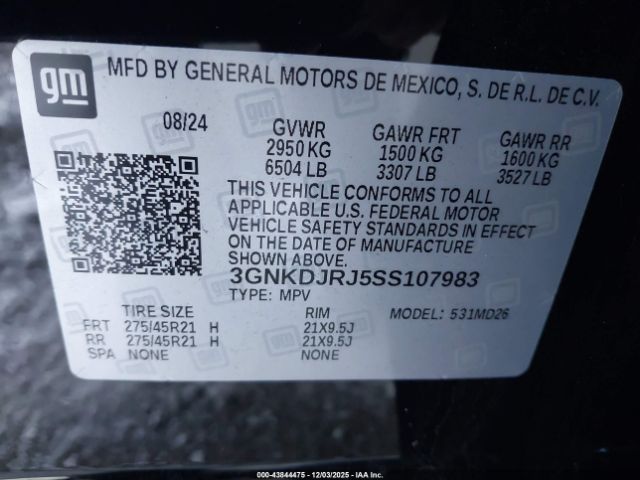 gm
MFD BY GENERAL MOTORS DE MEXICO, S. DE R.L. DE C.V.
08/24 GVWR GAWR FRT GAWR RR
2950 KG 1500 KG 1600 KG
6504 LB 3307 LB 3527 LB
THIS VEHICLE CONFORMS TO ALL
APPLICABLE U.S. FEDERAL MOTOR
VEHICLE SAFETY STANDARDS IN EFFECT
ON THE DATE OF MANUFACTURE
SHOWN ABOVE.
3GNKDJRJ5SS107983
TYPE: MPV
TIRE SIZE RIM MODEL: 531MD26
FRT 275/45R21 H 21X9.5J
RR 275/45R21 H 21X9.5J
SPA NONE NONE
© 43844475 - 12/03/2025 - IAA Inc.